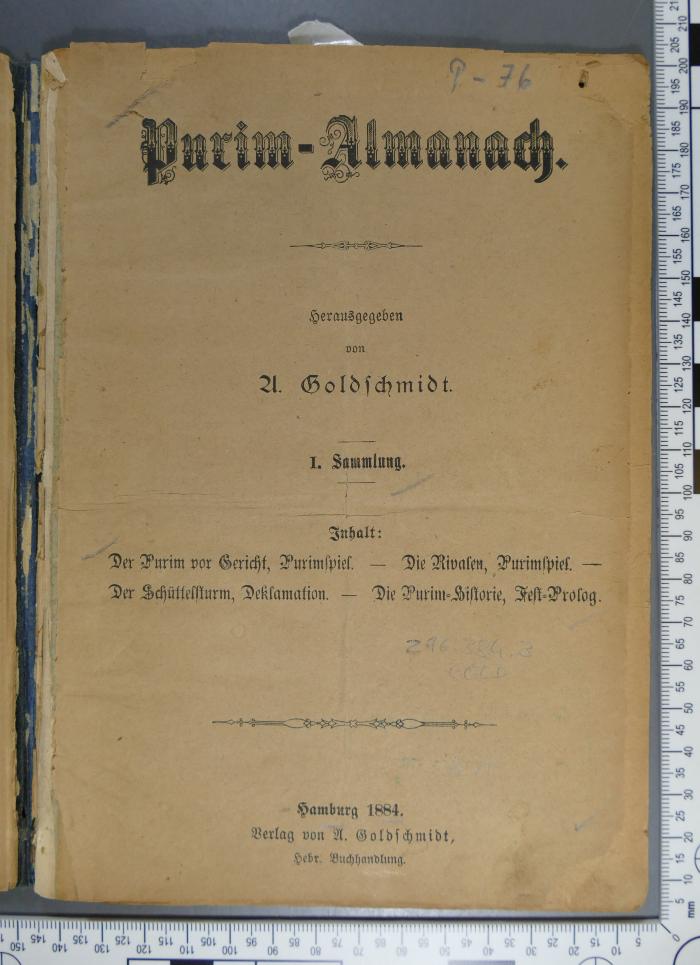 P-76
Purim-Almanach.
Herausgegeben
von
A. Goldschmidt.
I. Sammlung.
Inhalt:
Der Purim vor Gericht, Purimspiel. — Die Rivalen, Purimspiel. —
Der Schüttelsturm, Deklamation. — Die Purim-Historie, Fest-Prolog.
Hamburg 1884.
Verlag von A. Goldschmidt,
Hebr. Buchhandlung.